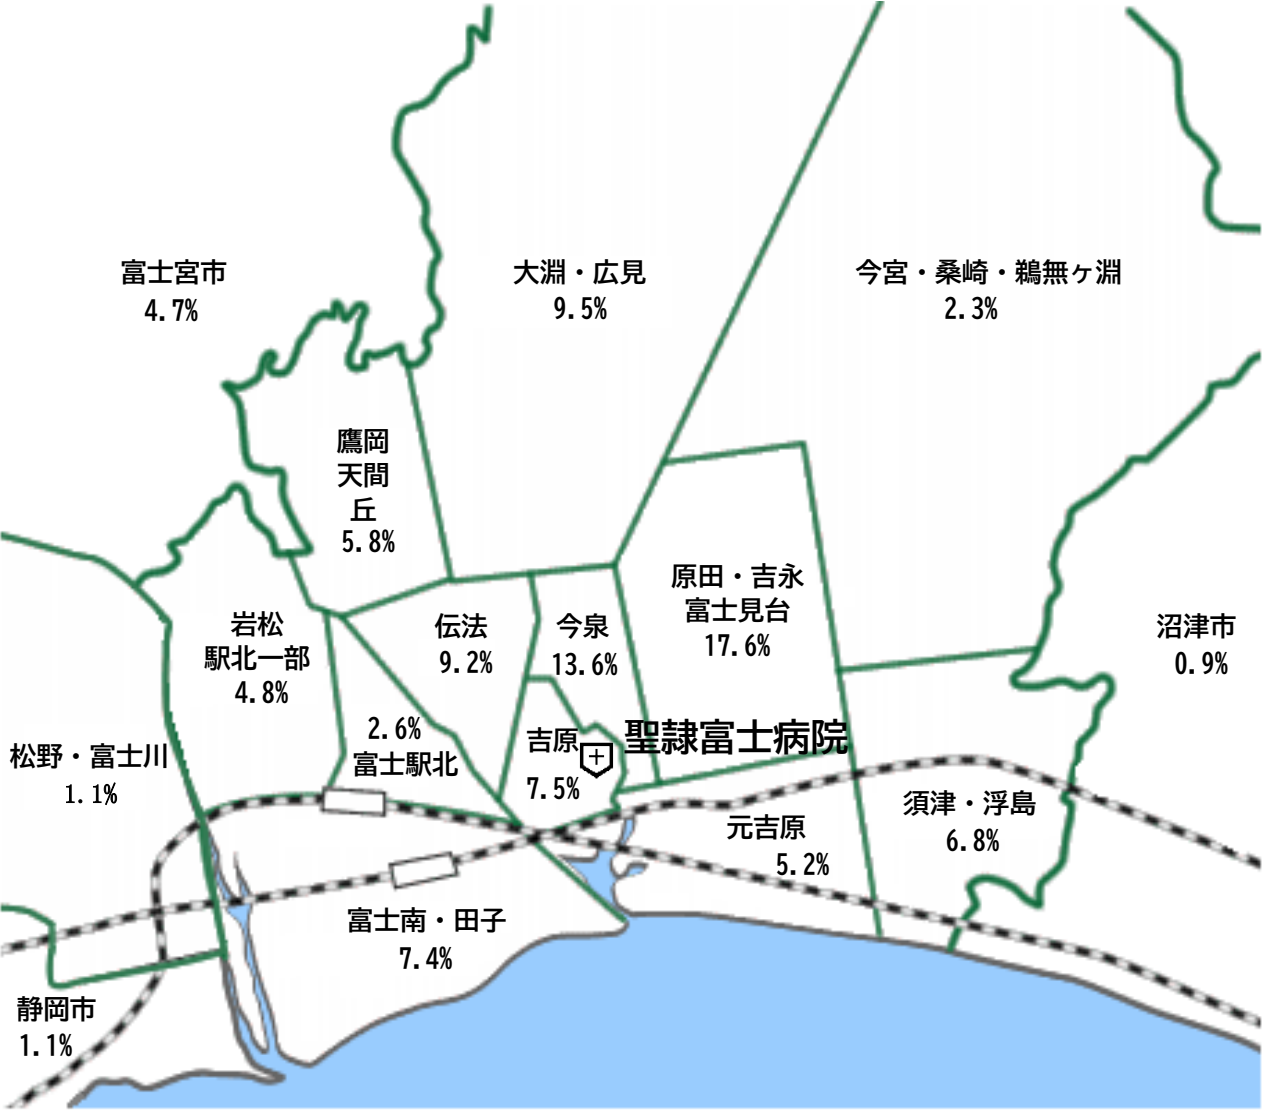 富士宮市
4.7%
大淵・広見
9.5%
今宮・桑崎・鵜無ヶ淵
2.3%
鷹岡
天間
丘
5.8%
原田・吉永
富士見台
17.6%
岩松
駅北一部
4.8%
伝法
9.2%
今泉
13.6%
沼津市
0.9%
2.6%
富士駅北
吉原
7.5%
聖隷富士病院
松野・富士川
1.1%
元吉原
5.2%
須津・浮島
6.8%
富士南・田子
7.4%
静岡市
1.1%